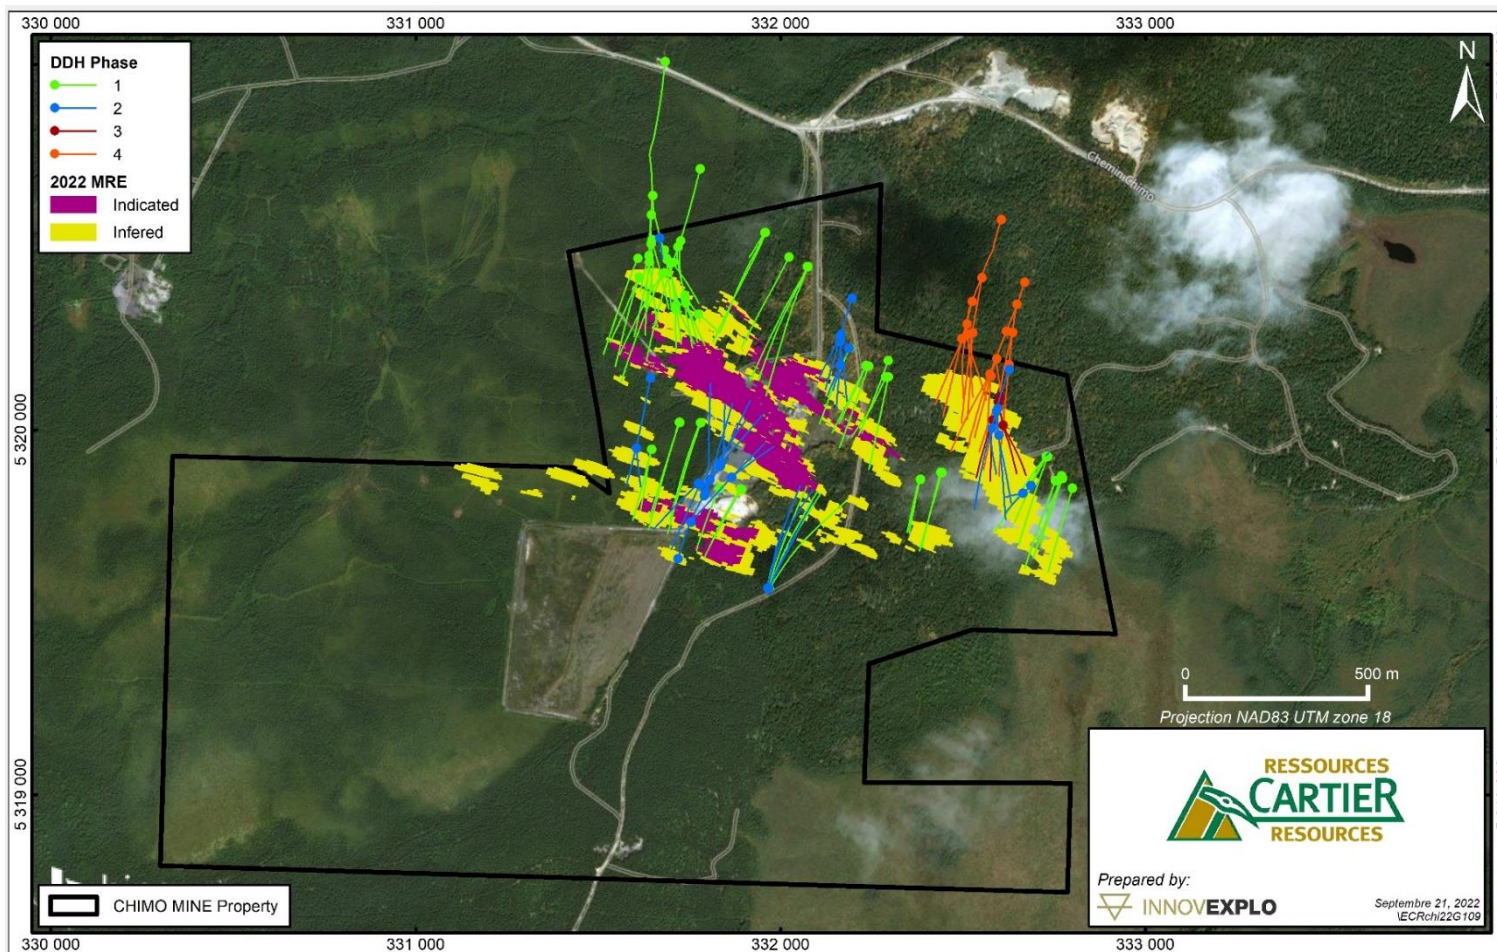 330 000 331 000 332 000 333 000
N
DDH Phase
1
2
3
4
2022 MRE
Indicated
Infered
Chemin Chimo
5 320 000
5 319 000
0 500 m
Projection NAD83 UTM zone 18
RESSOURCES
CARTIER
RESOURCES
Prepared by:
INNOVEXPLO
Septembre 21, 2022
\ECRchi22G109
CHIMO MINE Property
330 000 331 000 332 000 333 000